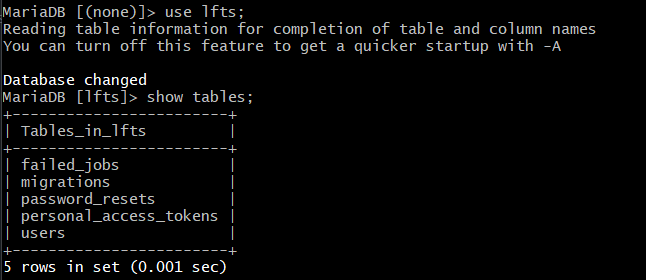 MariaDB [(none)]> use lfts;
Reading table information for completion of table and column names
You can turn off this feature to get a quicker startup with -A

Database changed
MariaDB [lfts]> show tables;
+------------------------+
| Tables_in_lfts         |
+------------------------+
| failed_jobs            |
| migrations             |
| password_resets        |
| personal_access_tokens |
| users                  |
+------------------------+
5 rows in set (0.001 sec)